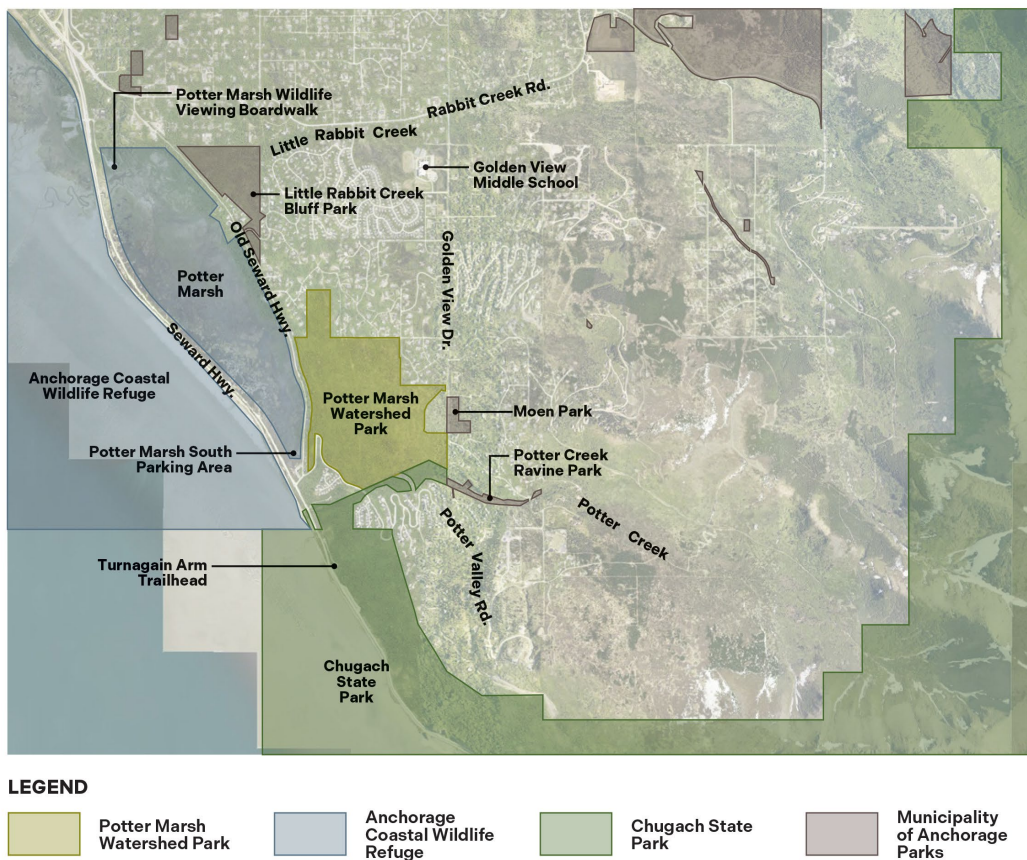 Potter Marsh Wildlife
Viewing Boardwalk
Rabbit Creek Rd.
Little Rabbit Creek
Golden View
Middle School
Little Rabbit Creek
Bluff Park
Old Seward Hwy.
Golden View Dr.
Potter
Marsh
Seward Hwy.
Anchorage Coastal
Wildlife Refuge
Potter Marsh
Watershed
Park
Moen Park
Potter Marsh South
Parking Area
Potter Creek
Ravine Park
Potter Creek
Potter Valley Rd.
Turnagain Arm
Trailhead
Chugach
State
Park
LEGEND
Potter Marsh
Watershed Park
Anchorage
Coastal Wildlife
Refuge
Chugach State
Park
Municipality
of Anchorage
Parks